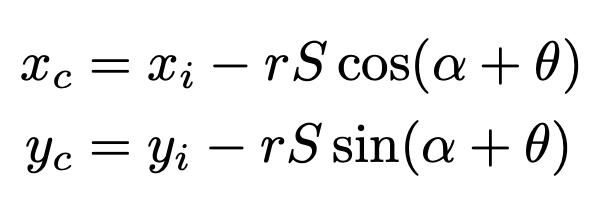 x_c = x_i − rS cos(α + θ)
y_c = y_i − rS sin(α + θ)